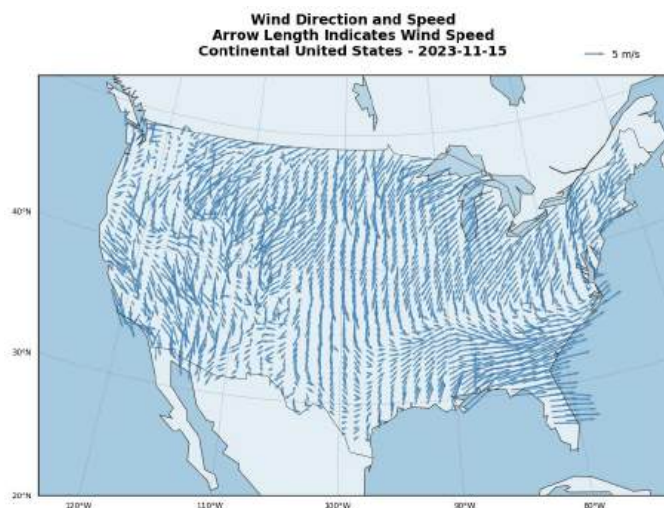 Wind Direction and Speed
Arrow Length Indicates Wind Speed
Continental United States - 2023-11-15
5 m/s
40°N
30°N
20°N
120°W
110°W
100°W
90°W
80°W